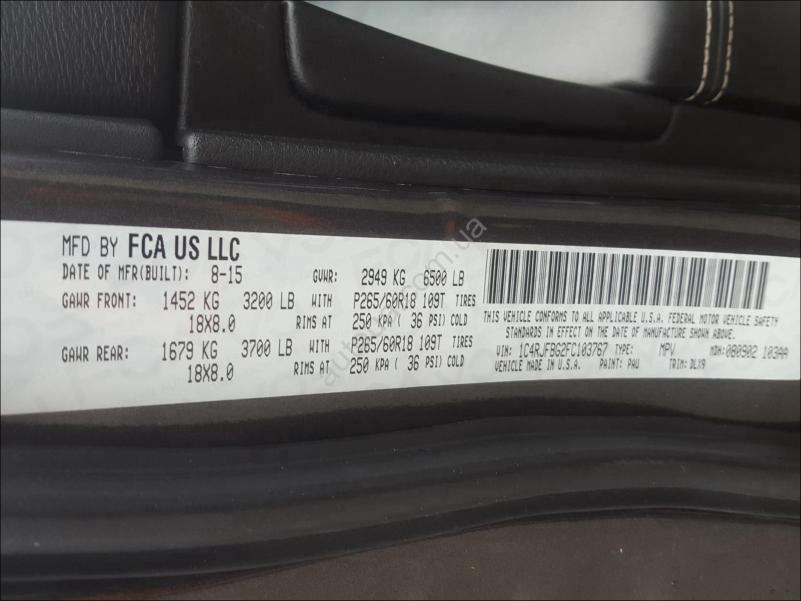 MFD BY FCA US LLC
DATE OF MFR(BUILT): 8-15 GVWR: 2949 KG 6500 LB
GAWR FRONT: 1452 KG 3200 LB WITH P265/60R18 109T TIRES
18X8.0 RIMS AT 250 KPA ( 36 PSI) COLD
GAWR REAR: 1679 KG 3700 LB WITH P265/60R18 109T TIRES
18X8.0 RIMS AT 250 KPA ( 36 PSI) COLD
THIS VEHICLE CONFORMS TO ALL APPLICABLE U.S.A. FEDERAL MOTOR VEHICLE SAFETY
STANDARDS IN EFFECT ON THE DATE OF MANUFACTURE SHOWN ABOVE.
VIN: 1C4RJFBG2FC103767 TYPE: MPV MDH: 080902 103AA
VEHICLE MADE IN U.S.A. PAINT: PAU TRIM: DLX9